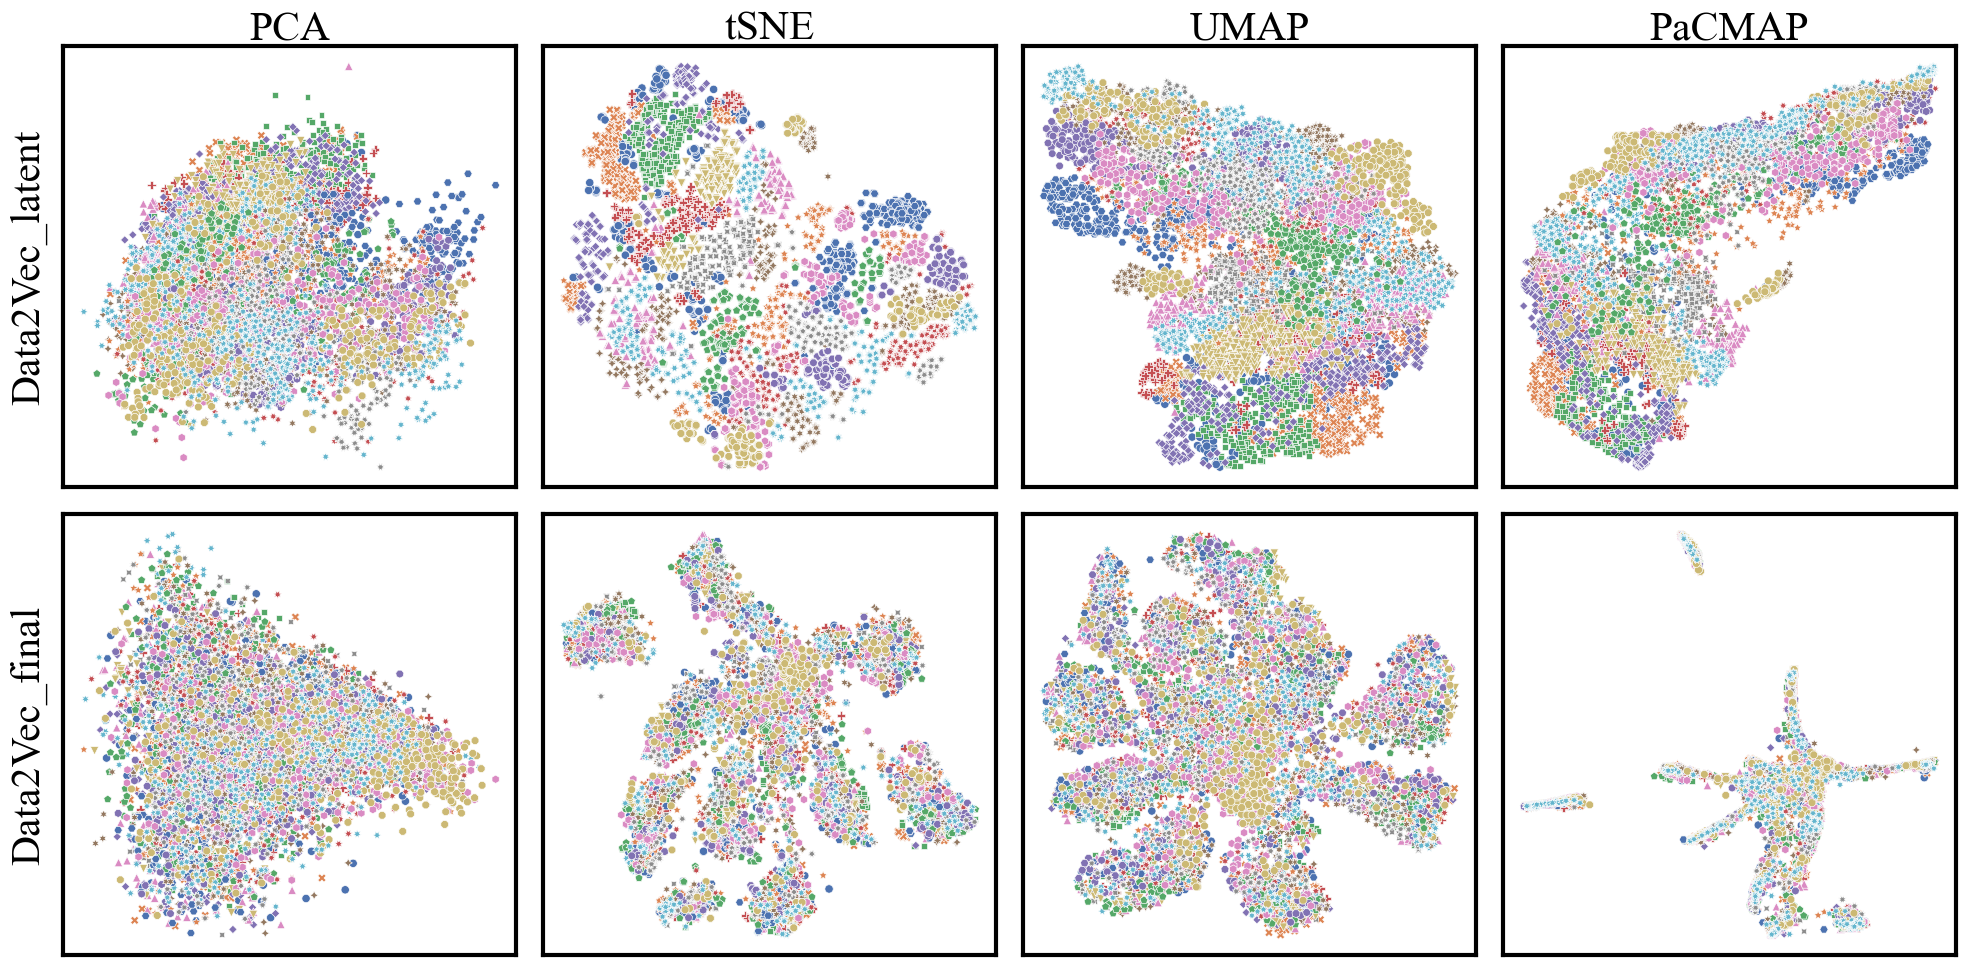 PCA
tSNE
UMAP
PaCMAP
Data2Vec_latent
Data2Vec_final